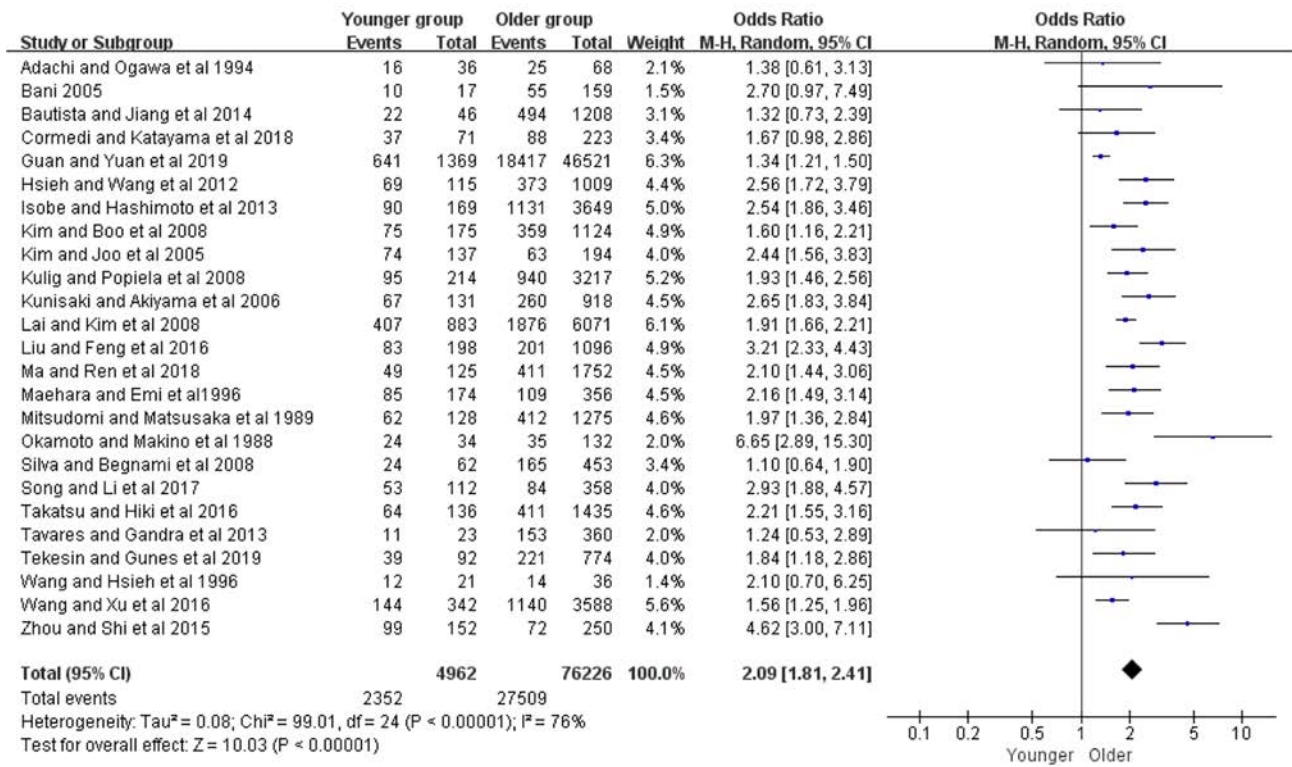 Younger group Older group Odds Ratio Odds Ratio
Study or Subgroup Events Total Events Total Weight M-H, Random, 95% CI M-H, Random, 95% CI
Adachi and Ogawa et al 1994 16 36 25 68 2.1% 1.38 [0.61, 3.13]
Bani 2005 10 17 55 159 1.5% 2.70 [0.97, 7.49]
Bautista and Jiang et al 2014 22 46 494 1208 3.1% 1.32 [0.73, 2.39]
Cormedi and Katayama et al 2018 37 71 88 223 3.4% 1.67 [0.98, 2.86]
Guan and Yuan et al 2019 641 1369 18417 46521 6.3% 1.34 [1.21, 1.50]
Hsieh and Wang et al 2012 69 115 373 1009 4.4% 2.56 [1.72, 3.79]
Isobe and Hashimoto et al 2013 90 169 1131 3649 5.0% 2.54 [1.86, 3.46]
Kim and Boo et al 2008 75 175 359 1124 4.9% 1.60 [1.16, 2.21]
Kim and Joo et al 2005 74 137 63 194 4.0% 2.44 [1.56, 3.83]
Kulig and Popiela et al 2008 95 214 940 3217 5.2% 1.93 [1.46, 2.56]
Kunisaki and Akiyama et al 2006 67 131 260 918 4.5% 2.65 [1.83, 3.84]
Lai and Kim et al 2008 407 883 1876 6071 6.1% 1.91 [1.66, 2.21]
Liu and Feng et al 2016 83 198 201 1096 4.9% 3.21 [2.33, 4.43]
Ma and Ren et al 2018 49 125 411 1752 4.5% 2.10 [1.44, 3.06]
Maehara and Emi et al1996 85 174 109 356 4.5% 2.16 [1.49, 3.14]
Mitsudomi and Matsusaka et al 1989 62 128 412 1275 4.6% 1.97 [1.36, 2.84]
Okamoto and Makino et al 1988 24 34 35 132 2.0% 6.65 [2.89, 15.30]
Silva and Begnami et al 2008 24 62 165 453 3.4% 1.10 [0.64, 1.90]
Song and Li et al 2017 53 112 84 358 4.0% 2.93 [1.88, 4.57]
Takatsu and Hiki et al 2016 64 136 411 1435 4.6% 2.21 [1.55, 3.16]
Tavares and Gandra et al 2013 11 23 153 360 2.0% 1.24 [0.53, 2.89]
Tekesin and Gunes et al 2019 39 92 221 774 4.0% 1.84 [1.18, 2.86]
Wang and Hsieh et al 1996 12 21 14 36 1.4% 2.10 [0.70, 6.25]
Wang and Xu et al 2016 144 342 1140 3588 5.6% 1.56 [1.25, 1.96]
Zhou and Shi et al 2015 99 152 72 250 4.1% 4.62 [3.00, 7.11]
Total (95% CI) 4962 76226 100.0% 2.09 [1.81, 2.41]
Total events 2352 27509
Heterogeneity: Tau² = 0.08; Chi² = 99.01, df = 24 (P < 0.00001); I² = 76%
Test for overall effect: Z = 10.03 (P < 0.00001)
0.1 0.2 0.5 1 2 5 10
Younger Older